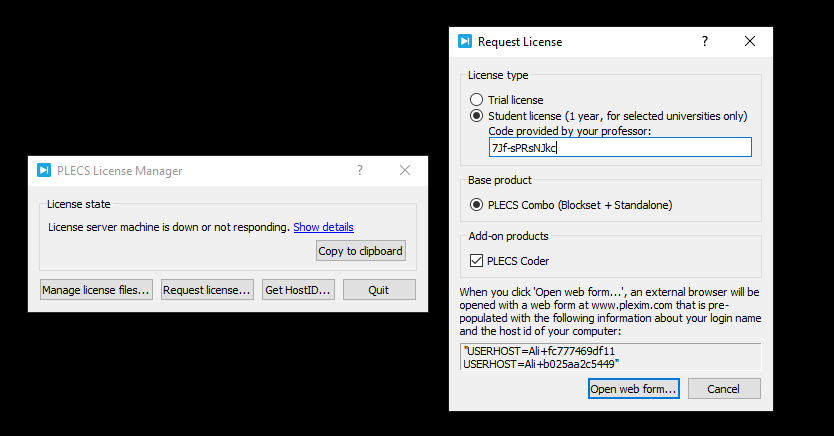 PLECS License Manager
?
License state
License server machine is down or not responding. Show details
Copy to clipboard
Manage license files...
Request license...
Get HostID...
Quit
Request License
?
License type
Trial license
Student license (1 year, for selected universities only)
Code provided by your professor:
7Jf-sPRsNJkc
Base product
PLECS Combo (Blockset + Standalone)
Add-on products
PLECS Coder
When you click 'Open web form...', an external browser will be
opened with a web form at www.plexim.com that is pre-
populated with the following information about your login name
and the host id of your computer:
"USERHOST=Ali+fc777469df11
USERHOST=Ali+b025aa2c5449"
Open web form...
Cancel